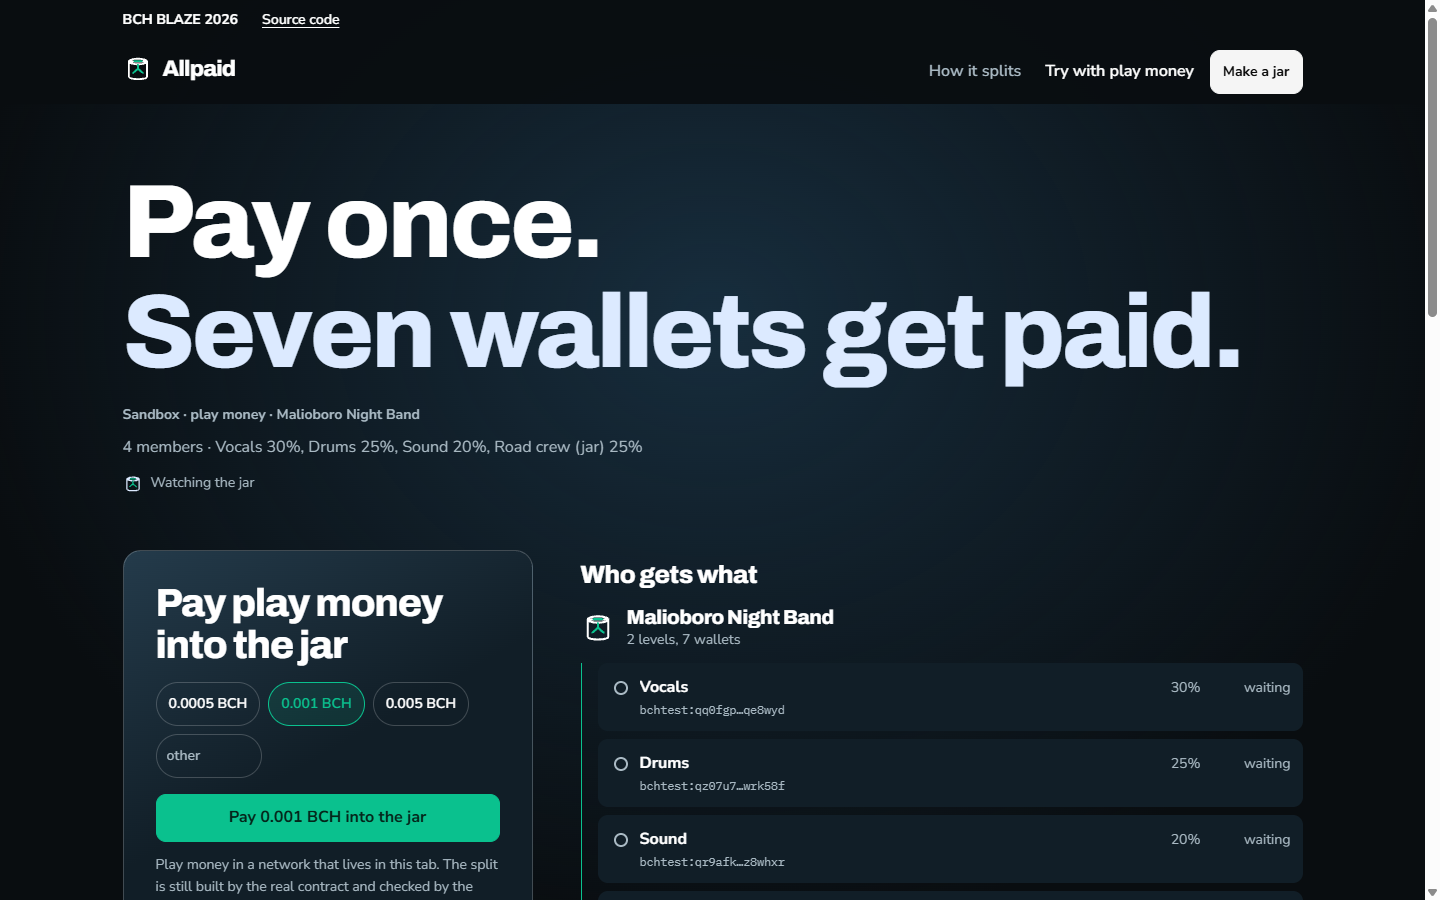 BCH BLAZE 2026 Source code
Allpaid
How it splits Try with play money Make a jar
Pay once.
Seven wallets get paid.
Sandbox · play money · Malioboro Night Band
4 members · Vocals 30%, Drums 25%, Sound 20%, Road crew (jar) 25%
Watching the jar
Pay play money
into the jar
0.0005 BCH 0.001 BCH 0.005 BCH
other
Pay 0.001 BCH into the jar
Play money in a network that lives in this tab. The split
is still built by the real contract and checked by the
Who gets what
Malioboro Night Band
2 levels, 7 wallets
Vocals 30% waiting
bchtest:qq0fgp…qe8wyd
Drums 25% waiting
bchtest:qz07u7…wrk58f
Sound 20% waiting
bchtest:qr9afk…z8whxr